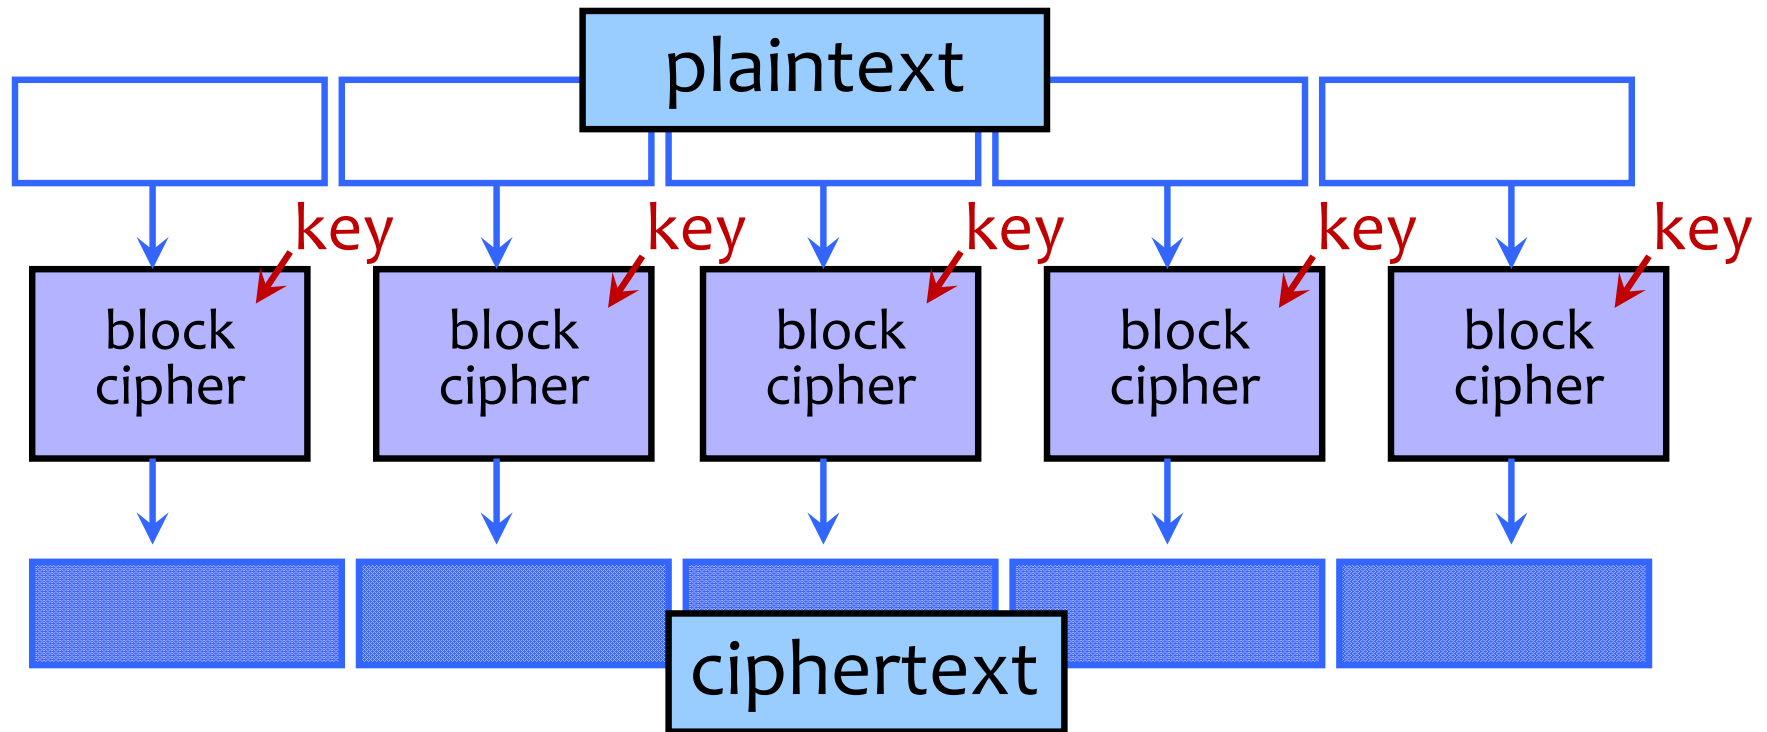 plaintext
key
key
key
key
key
block
cipher
block
cipher
block
cipher
block
cipher
block
cipher
ciphertext